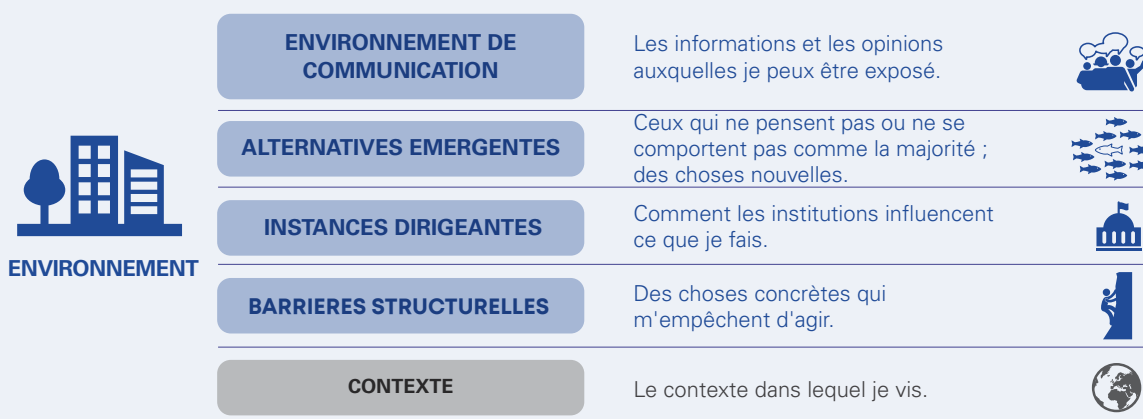 ENVIRONNEMENT
ENVIRONNEMENT DE
COMMUNICATION
Les informations et les opinions
auxquelles je peux être exposé.
ALTERNATIVES EMERGENTES
Ceux qui ne pensent pas ou ne se
comportent pas comme la majorité ;
des choses nouvelles.
INSTANCES DIRIGEANTES
Comment les institutions influencent
ce que je fais.
BARRIERES STRUCTURELLES
Des choses concrètes qui
m'empêchent d'agir.
CONTEXTE
Le contexte dans lequel je vis.